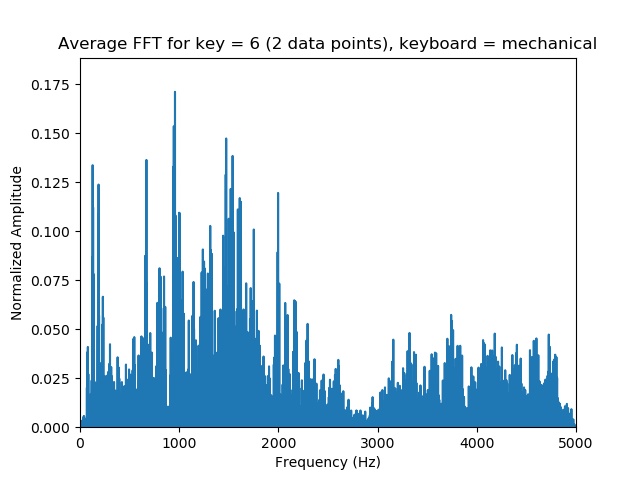 Average FFT for key = 6 (2 data points), keyboard = mechanical
0.175
0.150
0.125
0.100
0.075
0.050
0.025
0.000
Normalized Amplitude
0 1000 2000 3000 4000 5000
Frequency (Hz)